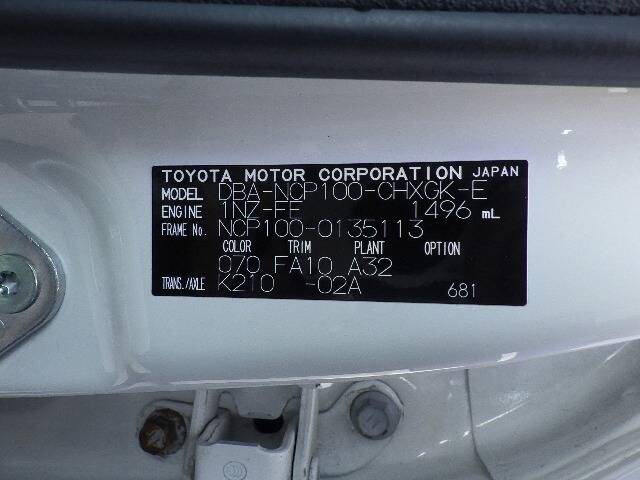 TOYOTA MOTOR CORPORATION JAPAN
MODEL DBA-NCP100-CHXGK-E
ENGINE 1NZ-FE 1496 mL
FRAME No. NCP100-0135113
COLOR TRIM PLANT OPTION
070 FA10 A32
TRANS./AXLE K210 -02A 681